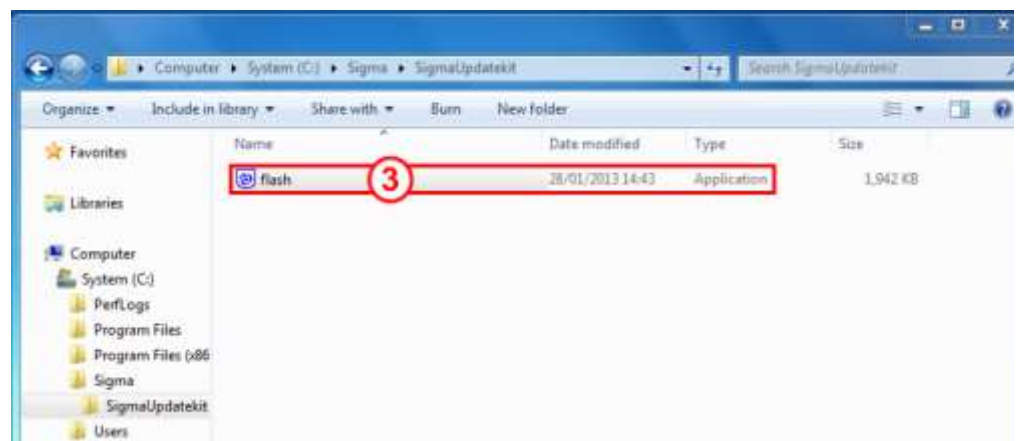 Computer ▸ System (C:) ▸ Sigma ▸ SigmaUpdatekit
Search SigmaUpdatekit
Organize Include in library Share with Burn New folder
Name Date modified Type Size
flash 28/01/2013 14:43 Application 1,942 KB
3
Favorites
Libraries
Computer
System (C:)
PerfLogs
Program Files
Program Files (x86
Sigma
SigmaUpdatekit
Users